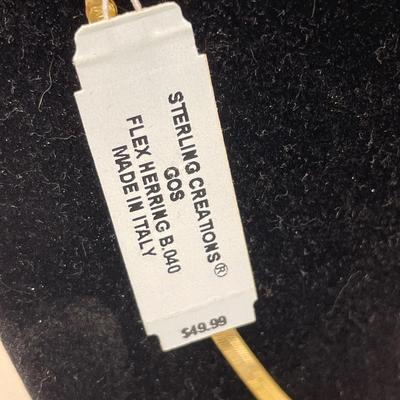 STERLING CREATIONS®
GOS
FLEX HERRING B.040
MADE IN ITALY
$49.99